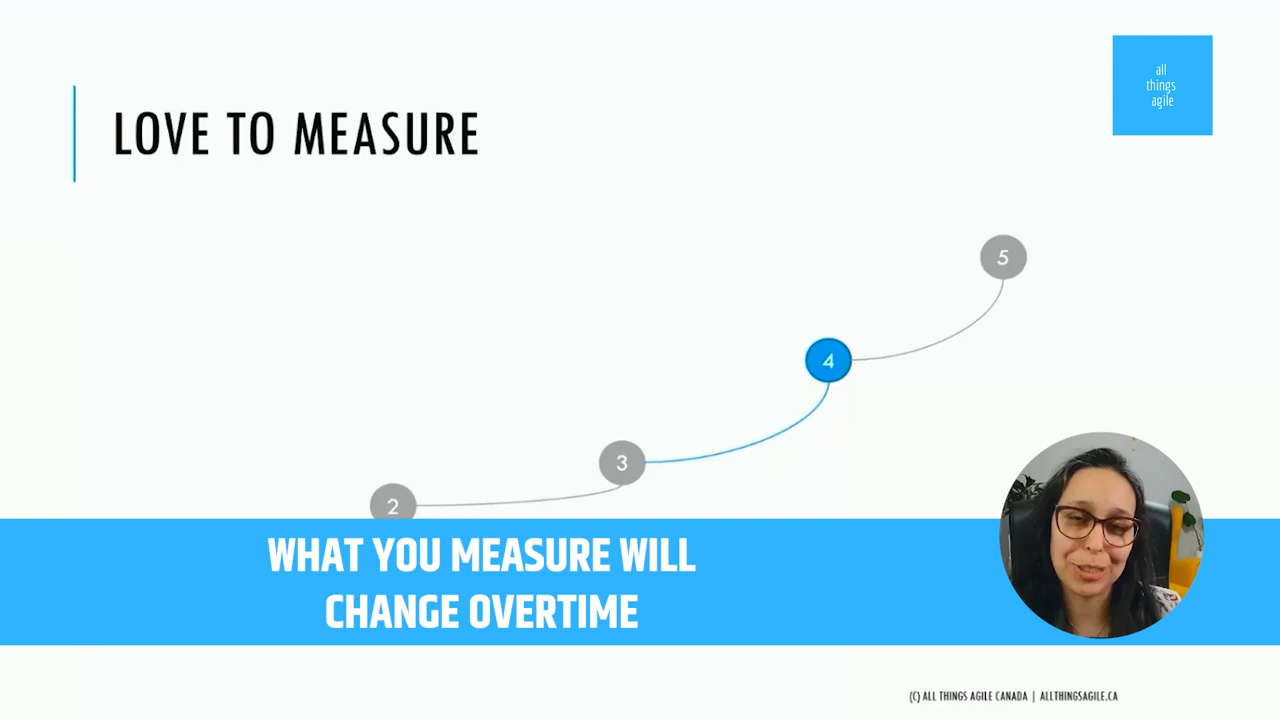 all
things
agile
LOVE TO MEASURE
5
4
3
2
WHAT YOU MEASURE WILL
CHANGE OVERTIME
(C) ALL THINGS AGILE CANADA | ALLTHINGSAGILE.CA